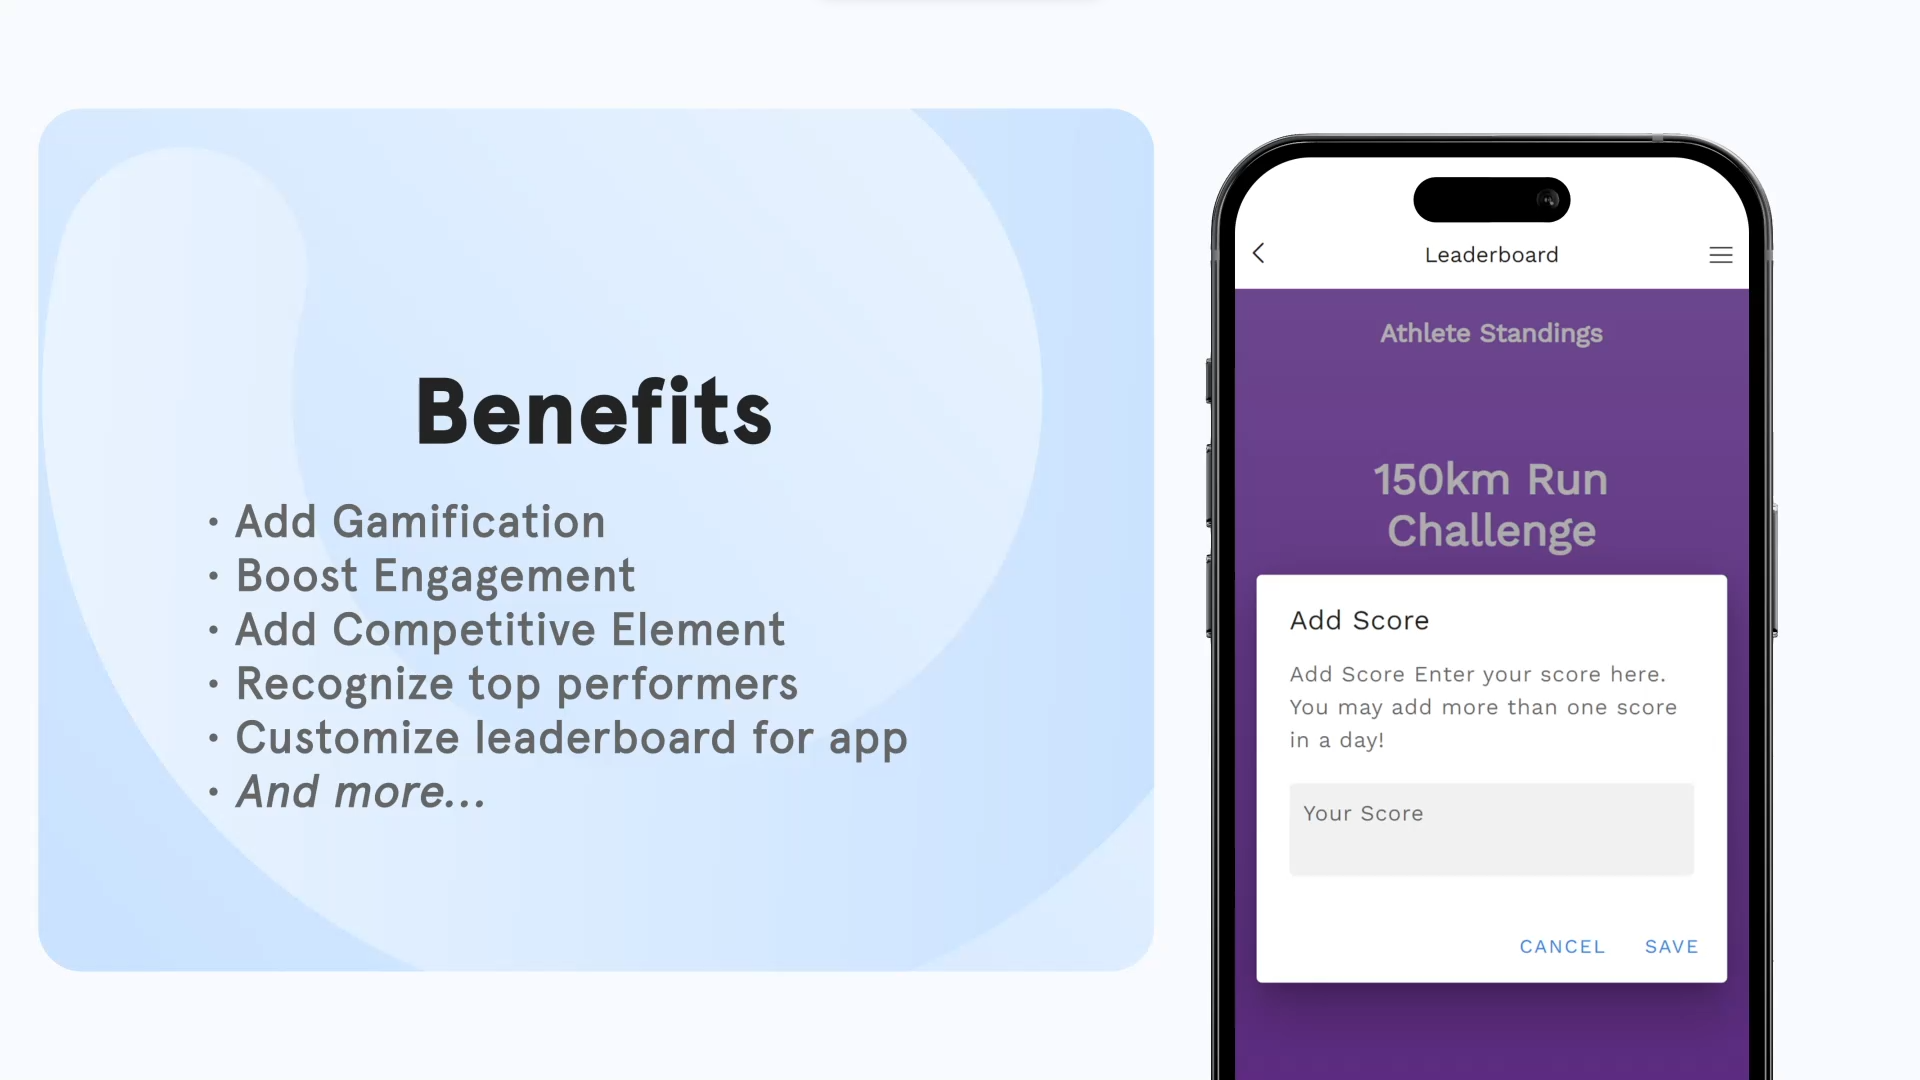 Benefits
• Add Gamification
• Boost Engagement
• Add Competitive Element
• Recognize top performers
• Customize leaderboard for app
• And more...
Leaderboard
Athlete Standings
150km Run
Challenge
Add Score
Add Score Enter your score here.
You may add more than one score
in a day!
Your Score
CANCEL SAVE